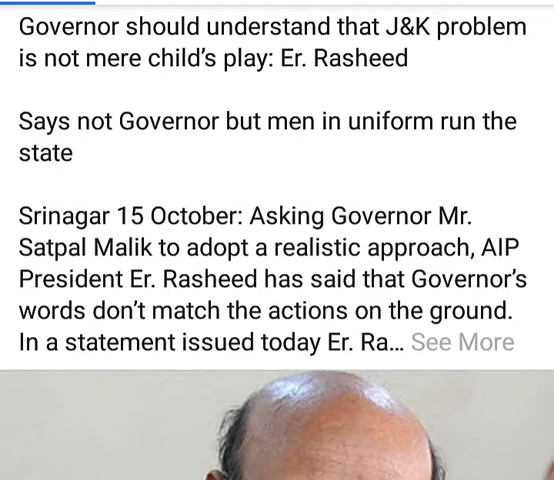 Governor should understand that J&K problem
is not mere child's play: Er. Rasheed
Says not Governor but men in uniform run the
state
Srinagar 15 October: Asking Governor Mr.
Satpal Malik to adopt a realistic approach, AIP
President Er. Rasheed has said that Governor's
words don't match the actions on the ground.
In a statement issued today Er. Ra... See More